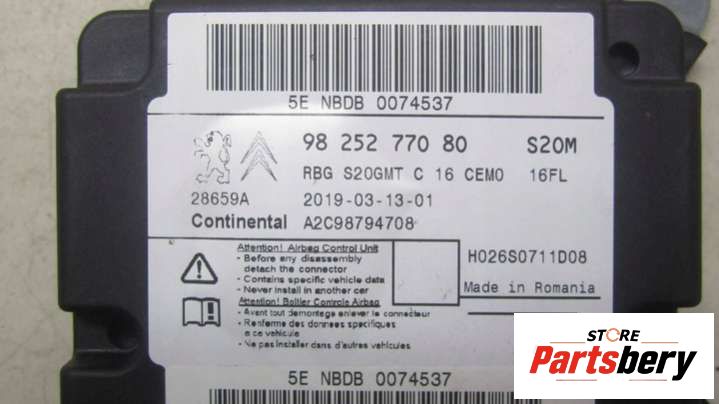 5E NBDB 0074537
98 252 770 80 S20M
RBG S20GMT C 16 CEM0 16FL
28659A 2019-03-13-01
Continental A2C98794708
Attention! Airbag Control Unit
- Before any disassembly
detach the connector
- Contains specific vehicle data
- Never install in another car
H026S0711D08
Made in Romania
Attention! Boitier Controle Airbag
- Avant tout demontage enlever le connecteur
- Renferme des donnees specifiques
a ce vehicule
- Ne pas installer dans d'autres vehicules
5E NBDB 0074537
STORE
Partsbery